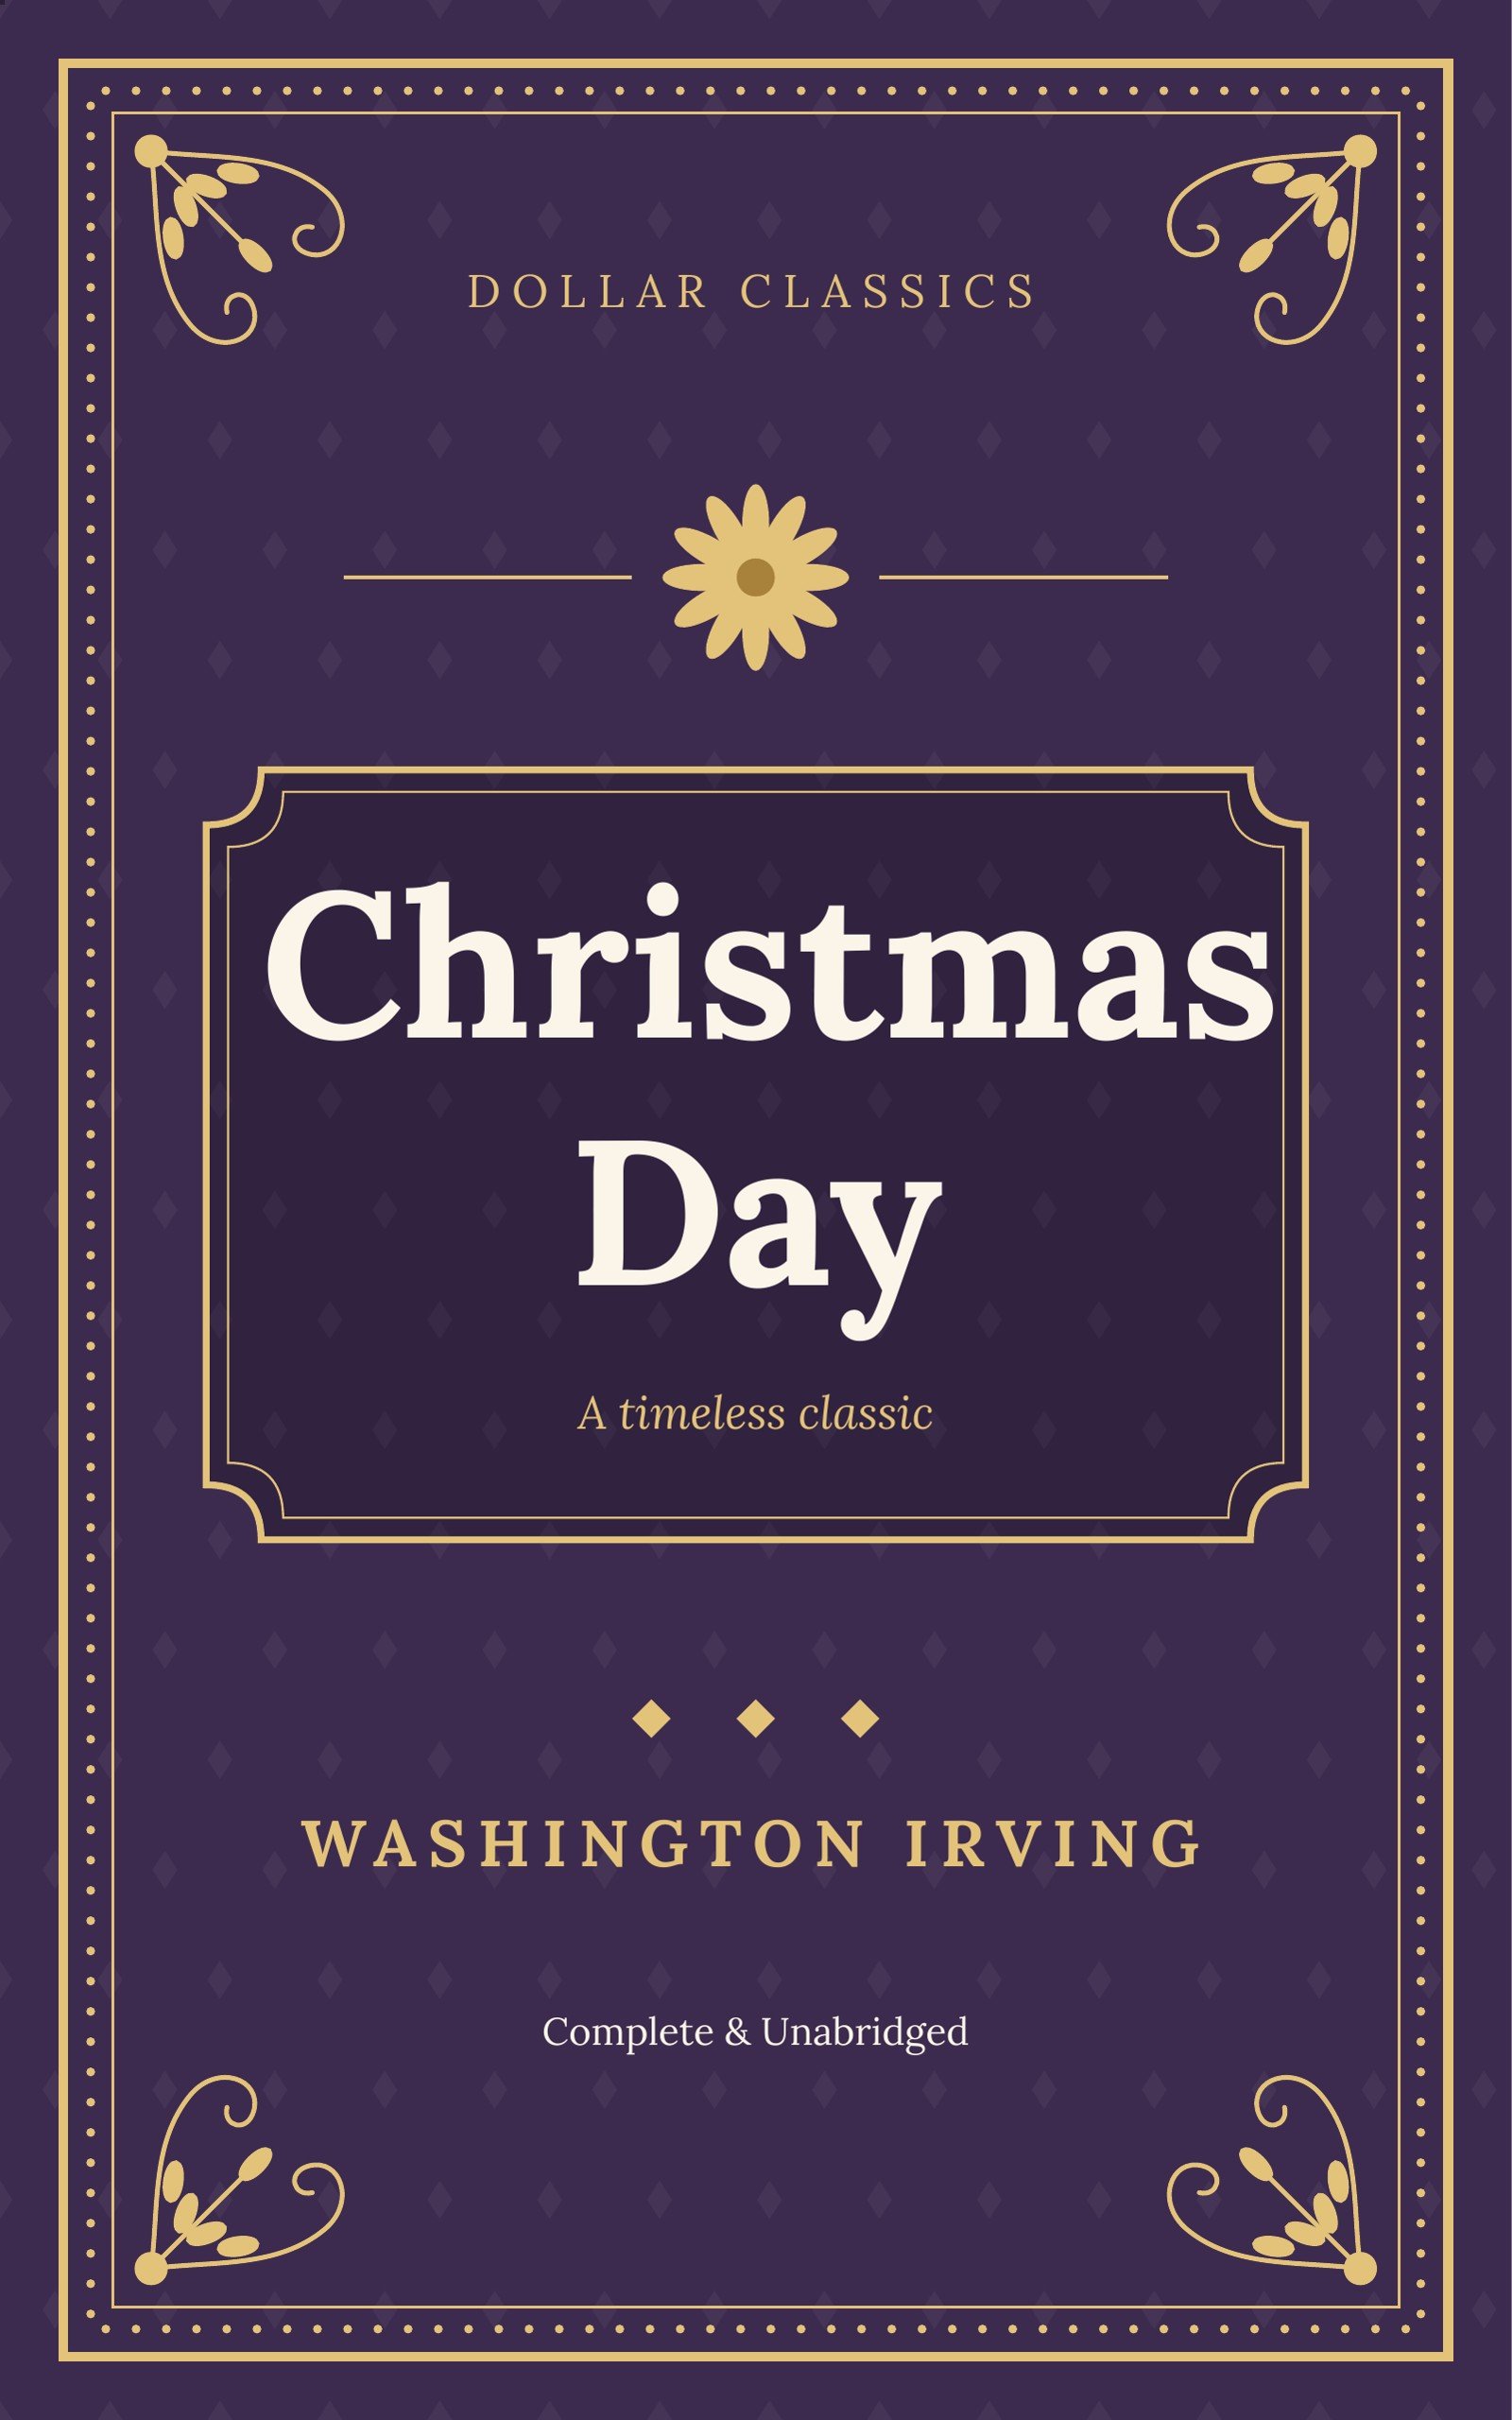 DOLLAR CLASSICS
Christmas
Day
A timeless classic
WASHINGTON IRVING
Complete & Unabridged